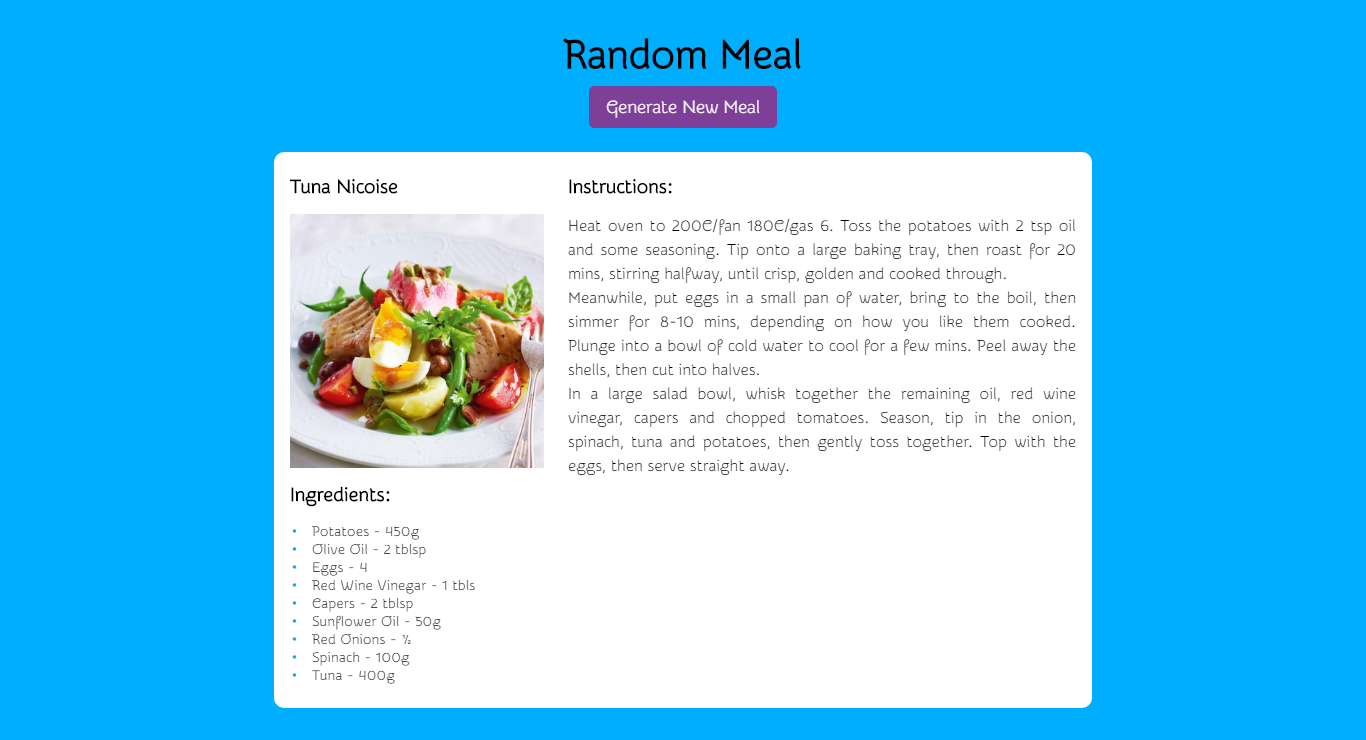 Random Meal
Generate New Meal
Tuna Nicoise
Ingredients:
• Potatoes - 450g
• Olive Oil - 2 tblsp
• Eggs - 4
• Red Wine Vinegar - 1 tbls
• Capers - 2 tblsp
• Sunflower Oil - 50g
• Red Onions - ½
• Spinach - 100g
• Tuna - 400g
Instructions:
Heat oven to 200C/fan 180C/gas 6. Toss the potatoes with 2 tsp oil
and some seasoning. Tip onto a large baking tray, then roast for 20
mins, stirring halfway, until crisp, golden and cooked through.
Meanwhile, put eggs in a small pan of water, bring to the boil, then
simmer for 8-10 mins, depending on how you like them cooked.
Plunge into a bowl of cold water to cool for a few mins. Peel away the
shells, then cut into halves.
In a large salad bowl, whisk together the remaining oil, red wine
vinegar, capers and chopped tomatoes. Season, tip in the onion,
spinach, tuna and potatoes, then gently toss together. Top with the
eggs, then serve straight away.